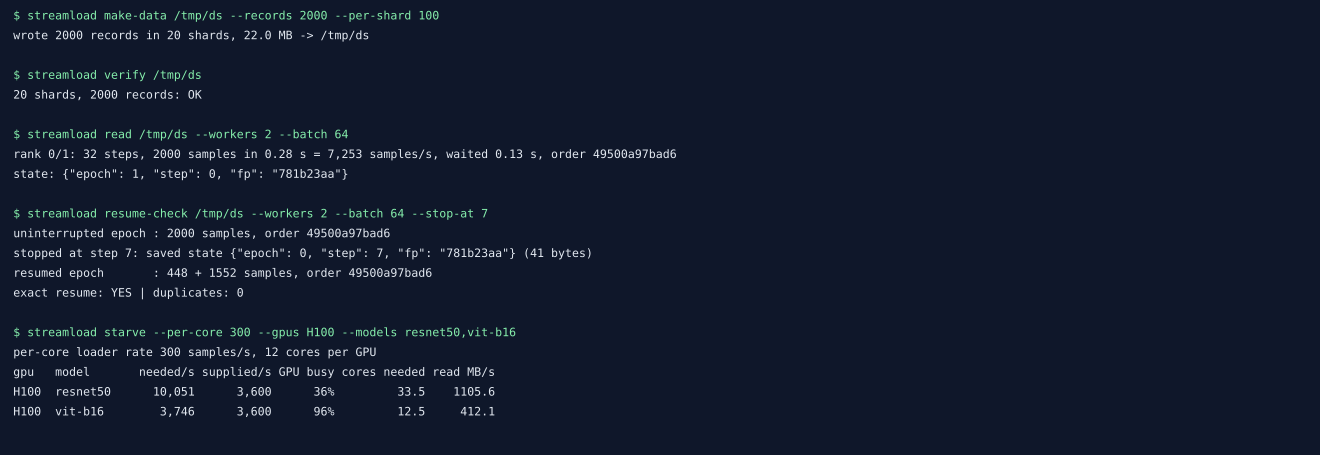 $ streamload make-data /tmp/ds --records 2000 --per-shard 100
wrote 2000 records in 20 shards, 22.0 MB -> /tmp/ds
$ streamload verify /tmp/ds
20 shards, 2000 records: OK
$ streamload read /tmp/ds --workers 2 --batch 64
rank 0/1: 32 steps, 2000 samples in 0.28 s = 7,253 samples/s, waited 0.13 s, order 49500a97bad6
state: {"epoch": 1, "step": 0, "fp": "781b23aa"}
$ streamload resume-check /tmp/ds --workers 2 --batch 64 --stop-at 7
uninterrupted epoch : 2000 samples, order 49500a97bad6
stopped at step 7: saved state {"epoch": 0, "step": 7, "fp": "781b23aa"} (41 bytes)
resumed epoch       : 448 + 1552 samples, order 49500a97bad6
exact resume: YES | duplicates: 0
$ streamload starve --per-core 300 --gpus H100 --models resnet50,vit-b16
per-core loader rate 300 samples/s, 12 cores per GPU
gpu   model       needed/s supplied/s GPU busy cores needed read MB/s
H100  resnet50      10,051      3,600      36%         33.5    1105.6
H100  vit-b16        3,746      3,600      96%         12.5     412.1